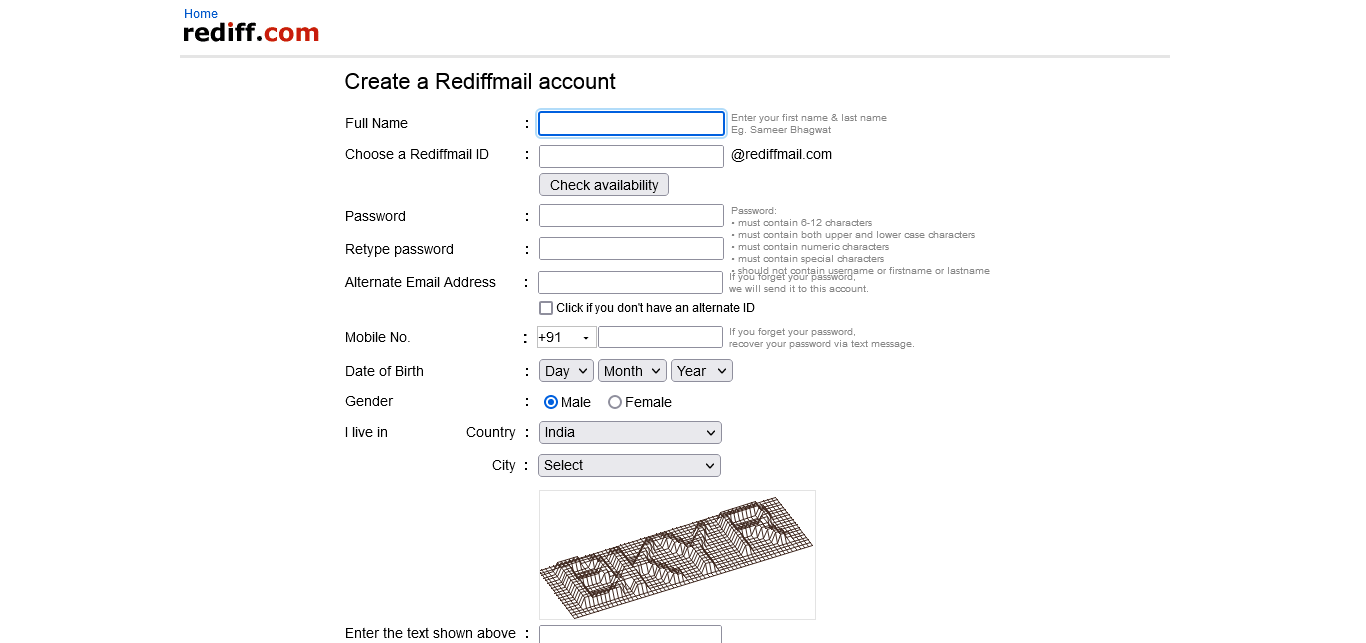 Home
rediff.com
Create a Rediffmail account
Full Name :
Enter your first name & last name
Eg. Sameer Bhagwat
Choose a Rediffmail ID : @rediffmail.com
Check availability
Password :
Password:
• must contain 6-12 characters
• must contain both upper and lower case characters
• must contain numeric characters
• must contain special characters
• should not contain username or firstname or lastname
Retype password :
Alternate Email Address :
If you forget your password,
we will send it to this account.
Click if you don't have an alternate ID
Mobile No. : +91
If you forget your password,
recover your password via text message.
Date of Birth : Day Month Year
Gender : Male Female
I live in Country : India
City : Select
Enter the text shown above :